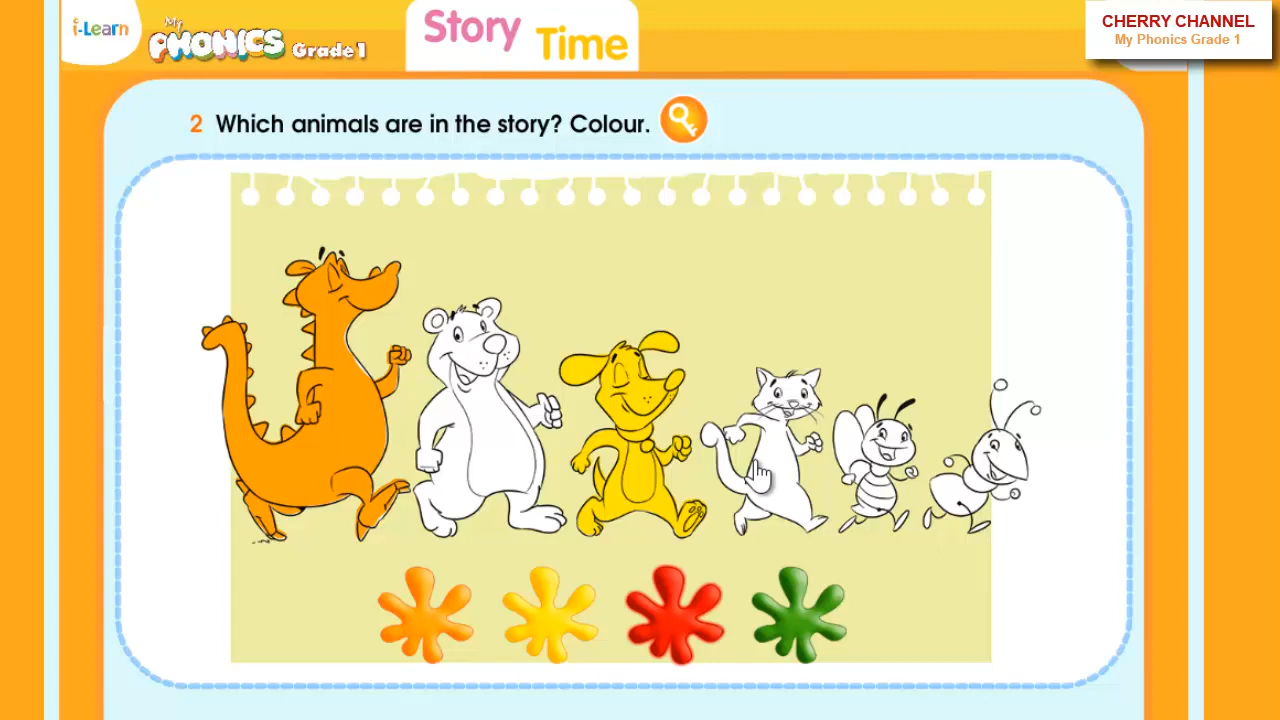 i-Learn
My
PHONICS Grade 1
Story
Time
CHERRY CHANNEL
My Phonics Grade 1
2 Which animals are in the story? Colour.